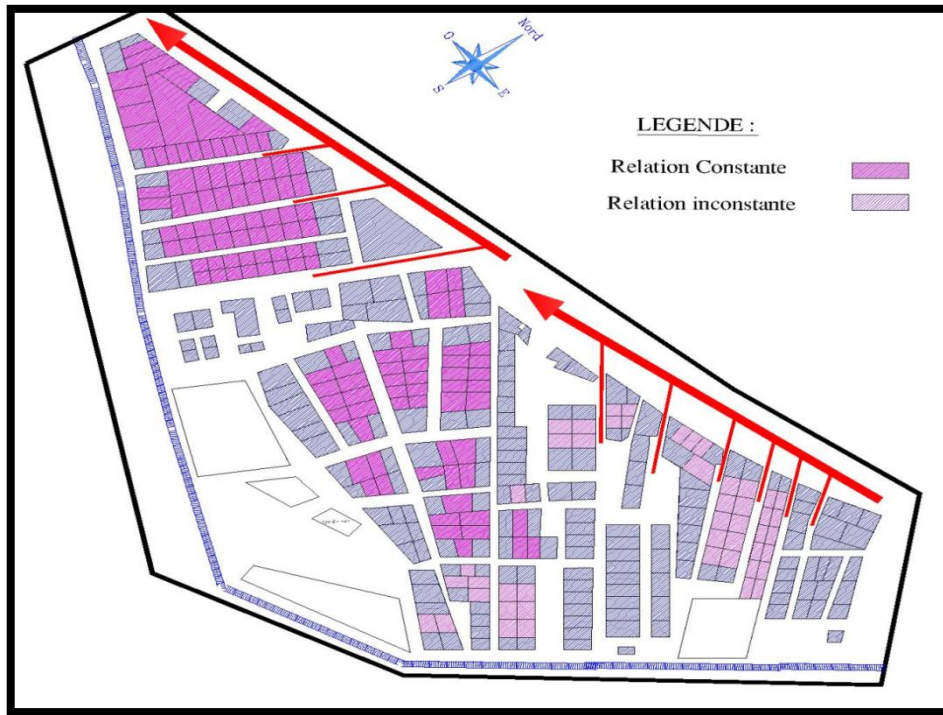 Nord
O
S
E
LEGENDE :
Relation Constante
Relation inconstante